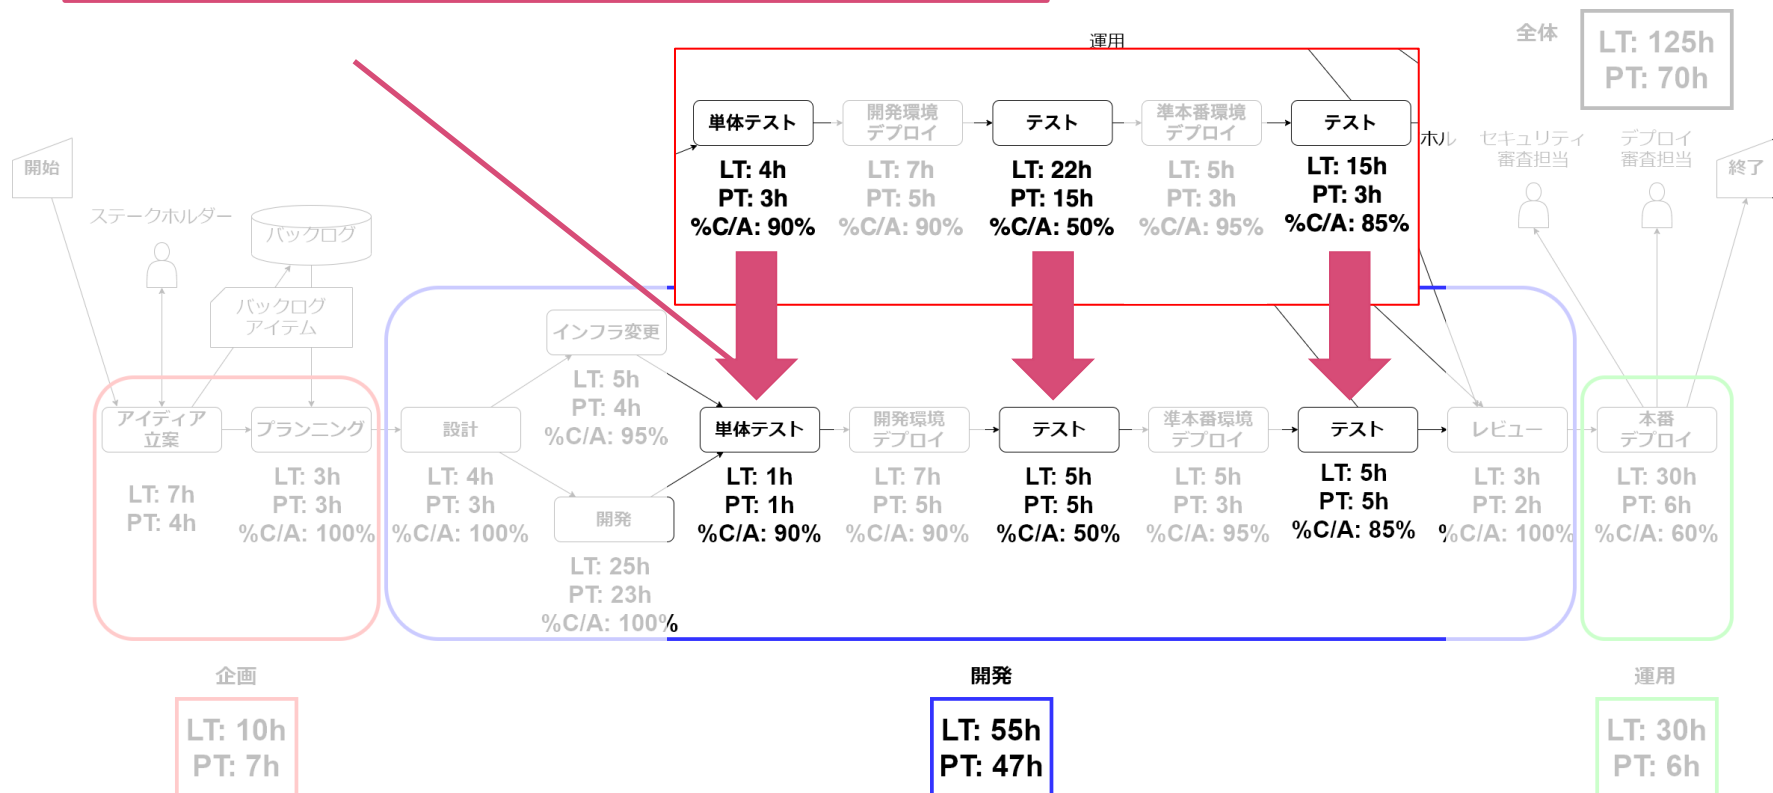 運用
全体
LT: 125h
PT: 70h
単体テスト
LT: 4h
PT: 3h
%C/A: 90%
開発環境
デプロイ
LT: 7h
PT: 5h
%C/A: 90%
テスト
LT: 22h
PT: 15h
%C/A: 50%
準本番環境
デプロイ
LT: 5h
PT: 3h
%C/A: 95%
テスト
LT: 15h
PT: 3h
%C/A: 85%
ホル
セキュリティ
審査担当
デプロイ
審査担当
開始
終了
ステークホルダー
バックログ
バックログ
アイテム
アイディア
立案
LT: 7h
PT: 4h
プランニング
LT: 3h
PT: 3h
%C/A: 100%
設計
LT: 4h
PT: 3h
%C/A: 100%
インフラ変更
LT: 5h
PT: 4h
%C/A: 95%
開発
LT: 25h
PT: 23h
%C/A: 100%
単体テスト
LT: 1h
PT: 1h
%C/A: 90%
開発環境
デプロイ
LT: 7h
PT: 5h
%C/A: 90%
テスト
LT: 5h
PT: 5h
%C/A: 50%
準本番環境
デプロイ
LT: 5h
PT: 3h
%C/A: 95%
テスト
LT: 5h
PT: 5h
%C/A: 85%
レビュー
LT: 3h
PT: 2h
%C/A: 100%
本番
デプロイ
LT: 30h
PT: 6h
%C/A: 60%
企画
LT: 10h
PT: 7h
開発
LT: 55h
PT: 47h
運用
LT: 30h
PT: 6h